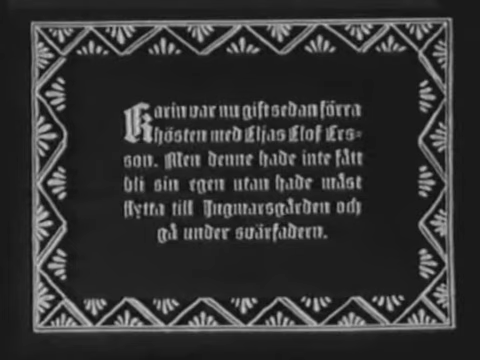 Karin var nu gift sedan förra
hösten med Eljas Elof Ers-
son. Men denne hade inte fått
bli sin egen utan hade måst
flytta till Ingmarsgården och
gå under svärfadern.